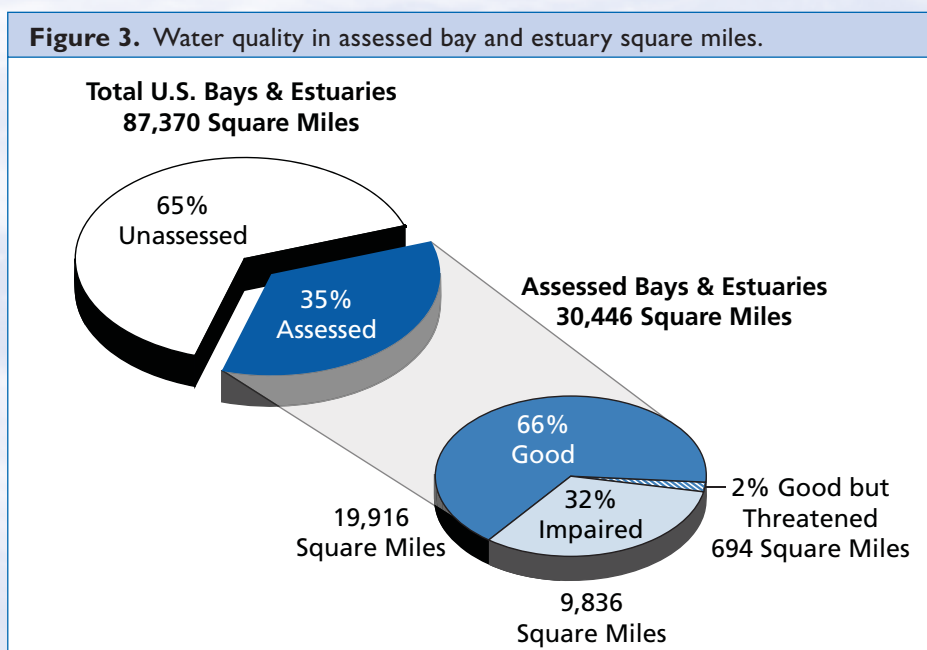 Figure 3. Water quality in assessed bay and estuary square miles.
Total U.S. Bays & Estuaries
87,370 Square Miles
65%
Unassessed
35%
Assessed
Assessed Bays & Estuaries
30,446 Square Miles
66%
Good
32%
Impaired
2% Good but
Threatened
694 Square Miles
19,916
Square Miles
9,836
Square Miles